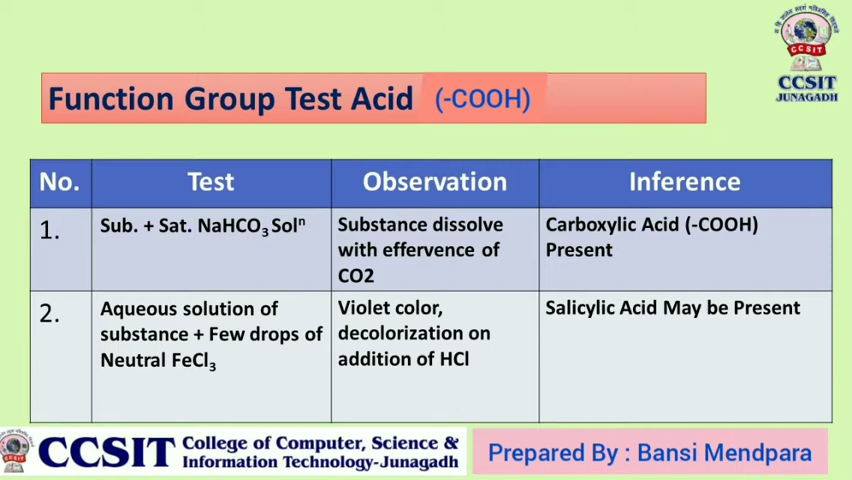 CCSIT
CCSIT
JUNAGADH
Function Group Test Acid (-COOH)
No. Test Observation Inference
1. Sub. + Sat. NaHCO₃ Solⁿ
Substance dissolve
with effervence of
CO2
Carboxylic Acid (-COOH)
Present
2. Aqueous solution of
substance + Few drops of
Neutral FeCl₃
Violet color,
decolorization on
addition of HCl
Salicylic Acid May be Present
CCSIT College of Computer, Science &
Information Technology-Junagadh
Prepared By : Bansi Mendpara